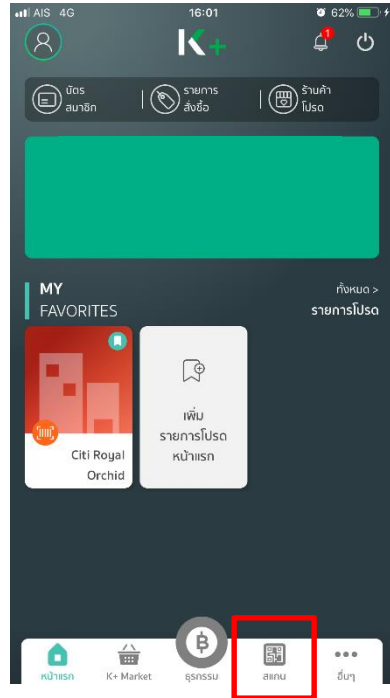 AIS 4G 16:01 62%
K+
1
บัตร
สมาชิก
รายการ
สั่งซื้อ
ร้านค้า
โปรด
MY
FAVORITES
ทั้งหมด >
รายการโปรด
Citi Royal
Orchid
เพิ่ม
รายการโปรด
หน้าแรก
หน้าแรก K+ Market ธุรกรรม สแกน อื่นๆ